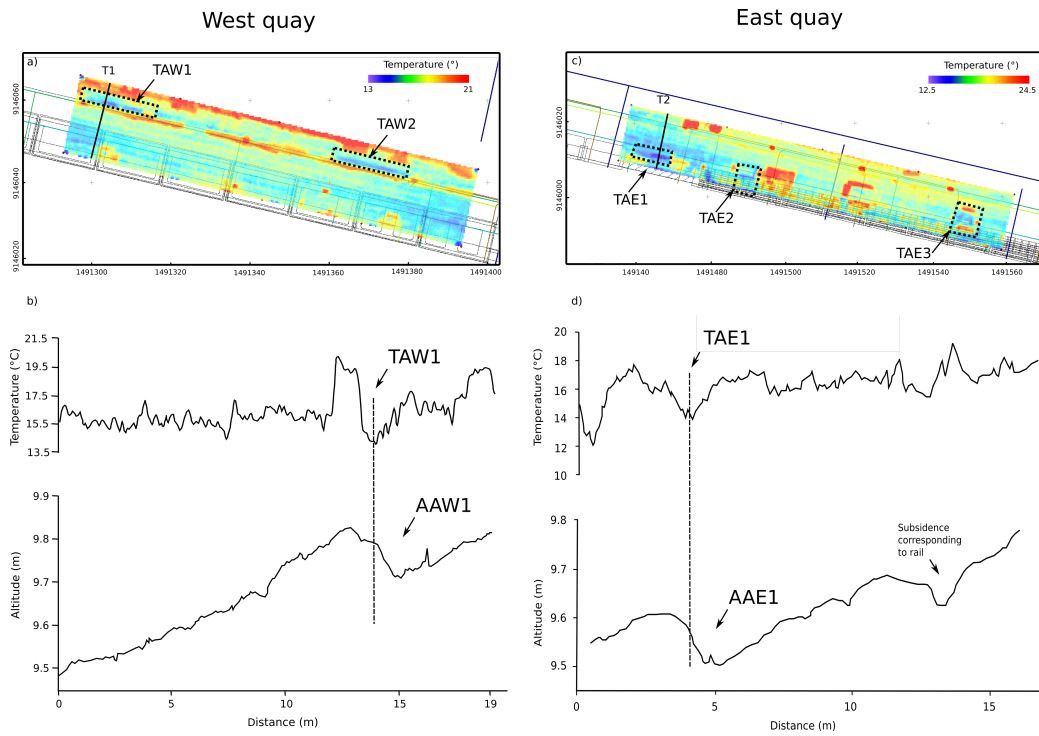 West quay
East quay
a)
T1
TAW1
Temperature (°)
13
21
TAW2
9146060
9146040
9146020
1491300
1491320
1491340
1491360
1491380
1491400
c)
T2
Temperature (°)
12.5
24.5
TAE1
TAE2
TAE3
9146020
9146000
149140
1491480
1491500
1491520
1491540
1491560
b)
21.5
19.5
17.5
15.5
13.5
Temperature (°C)
TAW1
9.9
9.8
9.7
9.6
9.5
Altitude (m)
AAW1
0
5
10
15
19
Distance (m)
d)
20
18
16
14
12
10
Temperature (°C)
TAE1
9.8
9.7
9.6
9.5
Altitude (m)
AAE1
Subsidence
corresponding
to rail
0
5
10
15
Distance (m)